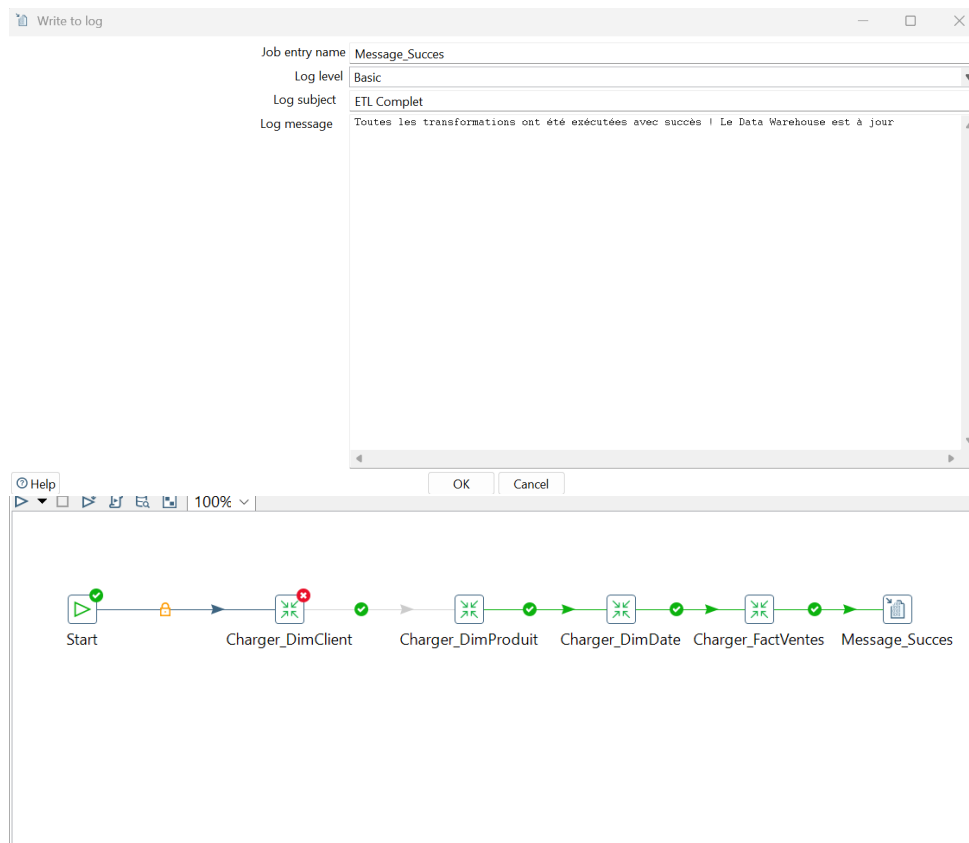 Write to log
Job entry name Message_Succes
Log level Basic
Log subject ETL Complet
Log message Toutes les transformations ont été exécutées avec succès ! Le Data Warehouse est à jour
Help OK Cancel
100%
Start Charger_DimClient Charger_DimProduit Charger_DimDate Charger_FactVentes Message_Succes